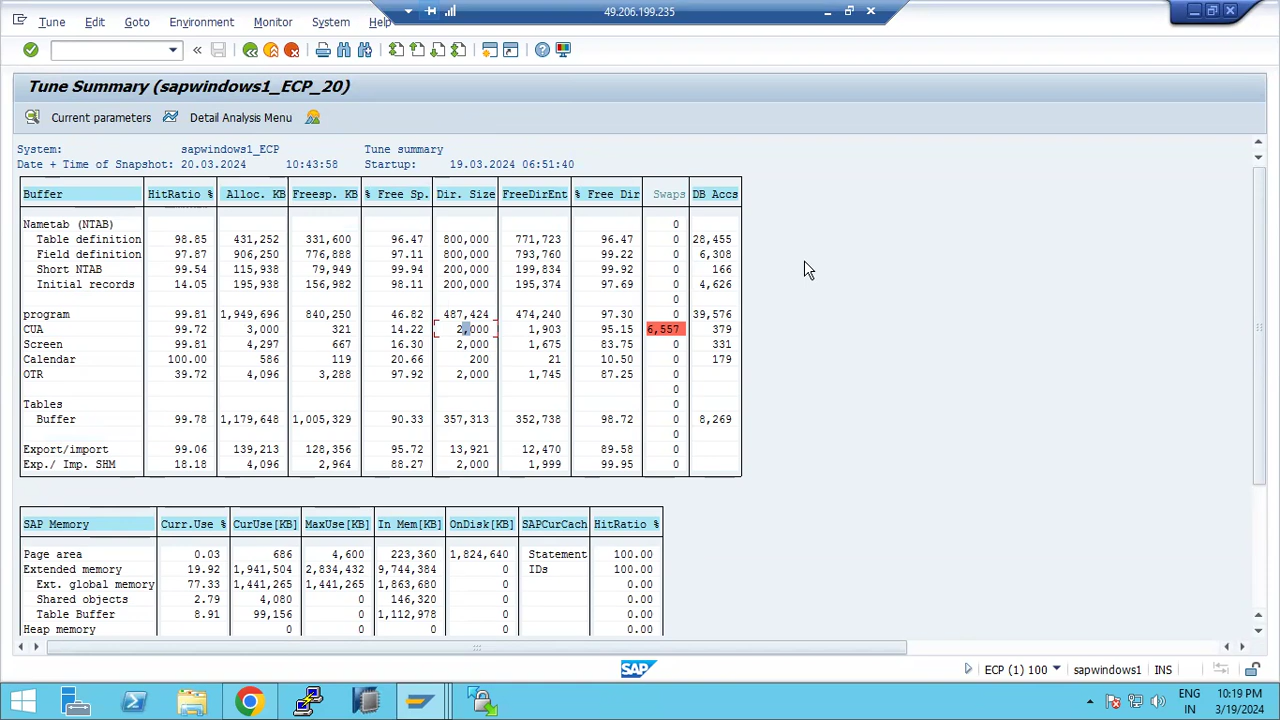 49.206.199.235
Tune Edit Goto Environment Monitor System Help
Tune Summary (sapwindows1_ECP_20)
Current parameters Detail Analysis Menu
System: sapwindows1_ECP Tune summary
Date + Time of Snapshot: 20.03.2024 10:43:58 Startup: 19.03.2024 06:51:40
Buffer HitRatio % Alloc. KB Freesp. KB % Free Sp. Dir. Size FreeDirEnt % Free Dir Swaps DB Accs
Nametab (NTAB) 0
Table definition 98.85 431,252 331,600 96.47 800,000 771,723 96.47 0 28,455
Field definition 97.87 906,250 776,888 97.11 800,000 793,760 99.22 0 6,308
Short NTAB 99.54 115,938 79,949 99.94 200,000 199,834 99.92 0 166
Initial records 14.05 195,938 156,982 98.11 200,000 195,374 97.69 0 4,626
0
program 99.81 1,949,696 840,250 46.82 487,424 474,240 97.30 0 39,576
CUA 99.72 3,000 321 14.22 2,000 1,903 95.15 6,557 379
Screen 99.81 4,297 667 16.30 2,000 1,675 83.75 0 331
Calendar 100.00 586 119 20.66 200 21 10.50 0 179
OTR 39.72 4,096 3,288 97.92 2,000 1,745 87.25 0
0
Tables 0
Buffer 99.78 1,179,648 1,005,329 90.33 357,313 352,738 98.72 0 8,269
0
Export/import 99.06 139,213 128,356 95.72 13,921 12,470 89.58 0
Exp./ Imp. SHM 18.18 4,096 2,964 88.27 2,000 1,999 99.95 0
SAP Memory Curr.Use % CurUse[KB] MaxUse[KB] In Mem[KB] OnDisk[KB] SAPCurCach HitRatio %
Page area 0.03 686 4,600 223,360 1,824,640 Statement 100.00
Extended memory 19.92 1,941,504 2,834,432 9,744,384 0 IDs 100.00
Ext. global memory 77.33 1,441,265 1,441,265 1,863,680 0 0.00
Shared objects 2.79 4,080 0 146,320 0 0.00
Table Buffer 8.91 99,156 0 1,112,978 0 0.00
Heap memory 0 0 0 0 0.00
SAP
ECP (1) 100 sapwindows1 INS
ENG 10:19 PM
IN 3/19/2024